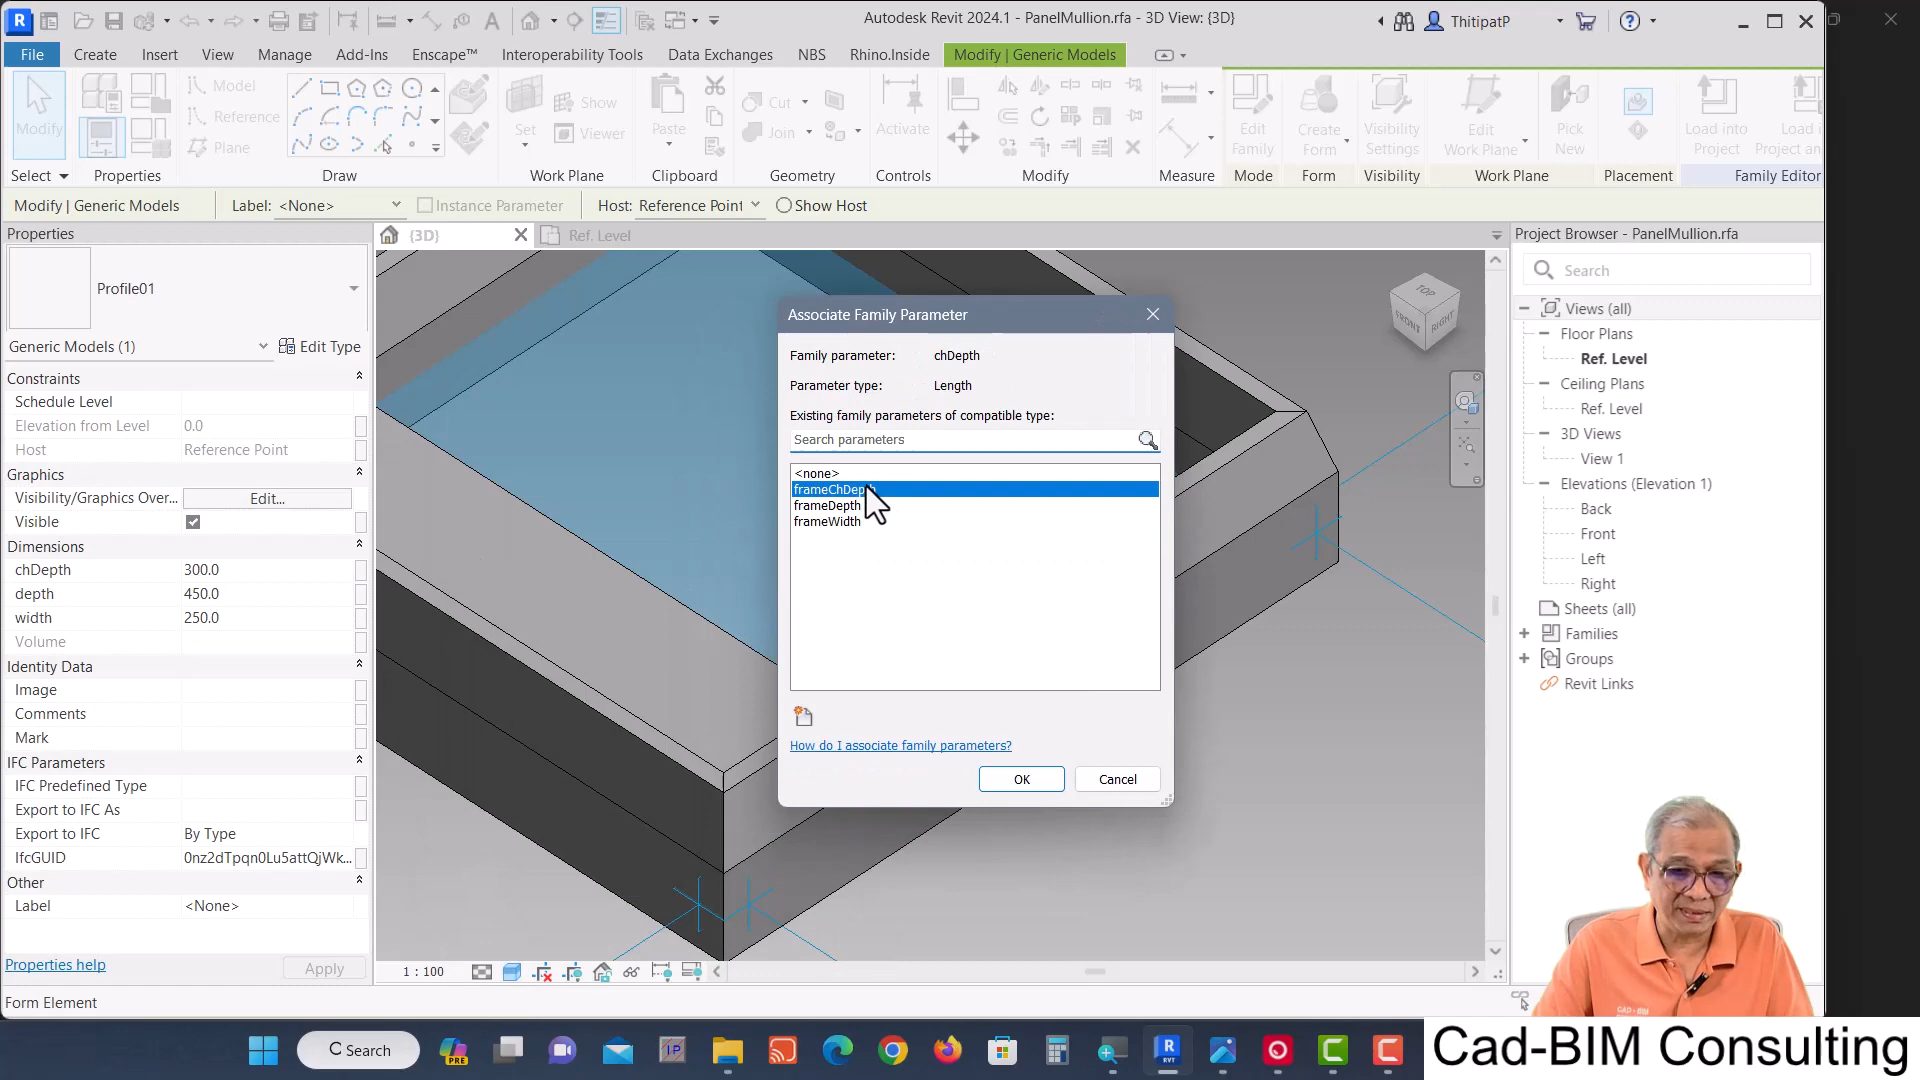 Autodesk Revit 2024.1 - PanelMullion.rfa - 3D View: {3D}
ThitipatP
File
Create
Insert
View
Manage
Add-Ins
Enscape™
Interoperability Tools
Data Exchanges
NBS
Rhino.Inside
Modify | Generic Models
Modify
Model
Reference
Plane
Set
Show
Viewer
Paste
Cut
Join
Activate
Edit Family
Create Form
Visibility Settings
Edit Work Plane
Pick New
Load into Project
Load i
Project an
Select
Properties
Draw
Work Plane
Clipboard
Geometry
Controls
Modify
Measure
Mode
Form
Visibility
Work Plane
Placement
Family Editor
Modify | Generic Models
Label: <None>
Instance Parameter
Host: Reference Point
Show Host
Properties
Profile01
Generic Models (1)
Edit Type
Constraints
Schedule Level
Elevation from Level 0.0
Host Reference Point
Graphics
Visibility/Graphics Over... Edit...
Visible
Dimensions
chDepth 300.0
depth 450.0
width 250.0
Volume
Identity Data
Image
Comments
Mark
IFC Parameters
IFC Predefined Type
Export to IFC As
Export to IFC By Type
IfcGUID 0nz2dTpqn0Lu5attQjWk...
Other
Label <None>
Properties help
Apply
Form Element
{3D}
Ref. Level
TOP
FRONT
RIGHT
1 : 100
Associate Family Parameter
Family parameter: chDepth
Parameter type: Length
Existing family parameters of compatible type:
Search parameters
<none>
frameChDepth
frameDepth
frameWidth
How do I associate family parameters?
OK
Cancel
Project Browser - PanelMullion.rfa
Search
Views (all)
Floor Plans
Ref. Level
Ceiling Plans
Ref. Level
3D Views
View 1
Elevations (Elevation 1)
Back
Front
Left
Right
Sheets (all)
Families
Groups
Revit Links
CAD - BIM
Search
PRE
IP
R
RVT
Cad-BIM Consulting